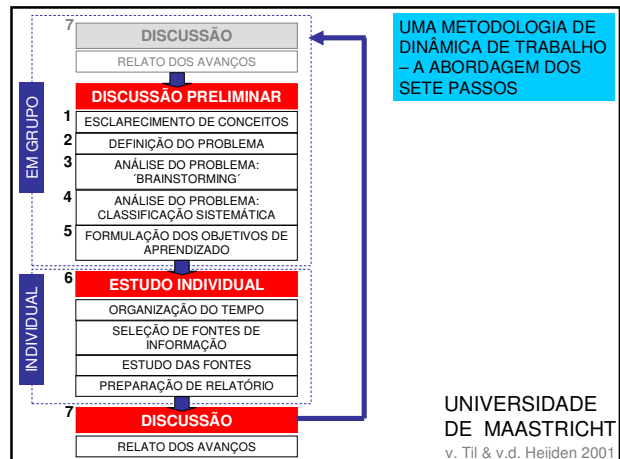 7
DISCUSSÃO
RELATO DOS AVANÇOS
DISCUSSÃO PRELIMINAR
1
ESCLARECIMENTO DE CONCEITOS
2
DEFINIÇÃO DO PROBLEMA
3
ANÁLISE DO PROBLEMA:
´BRAINSTORMING´
4
ANÁLISE DO PROBLEMA:
CLASSIFICAÇÃO SISTEMÁTICA
5
FORMULAÇÃO DOS OBJETIVOS DE
APRENDIZADO
EM GRUPO
6
ESTUDO INDIVIDUAL
ORGANIZAÇÃO DO TEMPO
SELEÇÃO DE FONTES DE
INFORMAÇÃO
ESTUDO DAS FONTES
PREPARAÇÃO DE RELATÓRIO
INDIVIDUAL
7
DISCUSSÃO
RELATO DOS AVANÇOS
UMA METODOLOGIA DE
DINÂMICA DE TRABALHO
– A ABORDAGEM DOS
SETE PASSOS
UNIVERSIDADE
DE MAASTRICHT
v. Til & v.d. Heijden 2001